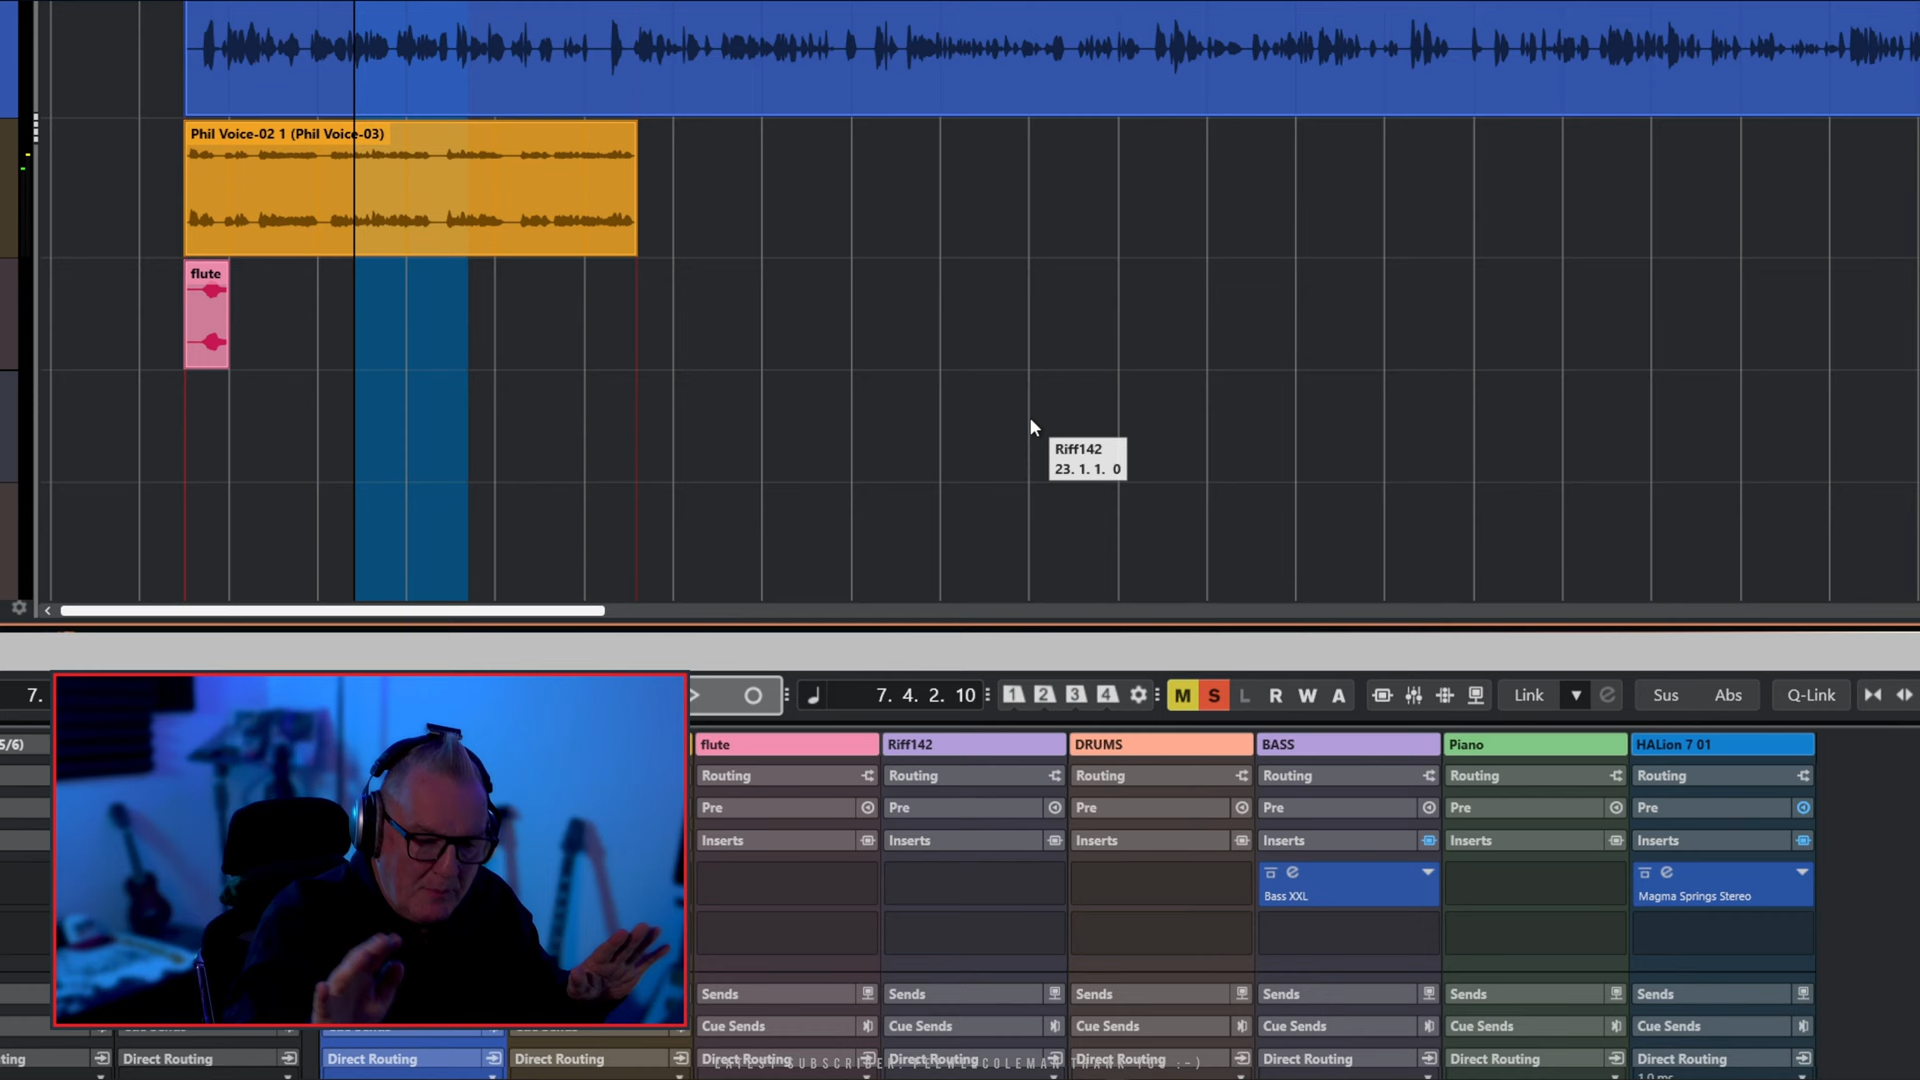 Phil Voice-02 1 (Phil Voice-03)
flute
Riff142
23. 1. 1. 0
7.
7. 4. 2. 10
1 2 3 4
M S L R W A
Link
Sus Abs
Q-Link
5/6)
flute Riff142 DRUMS BASS Piano HALion 7 01
Routing Routing Routing Routing Routing Routing
Pre Pre Pre Pre Pre Pre
Inserts Inserts Inserts Inserts Inserts Inserts
Bass XXL Magma Springs Stereo
Sends Sends Sends Sends Sends Sends
Cue Sends Cue Sends Cue Sends Cue Sends Cue Sends Cue Sends
ting Direct Routing Direct Routing Direct Routing Direct Routing Direct Routing Direct Routing Direct Routing Direct Routing Direct Routing
1.0 ms